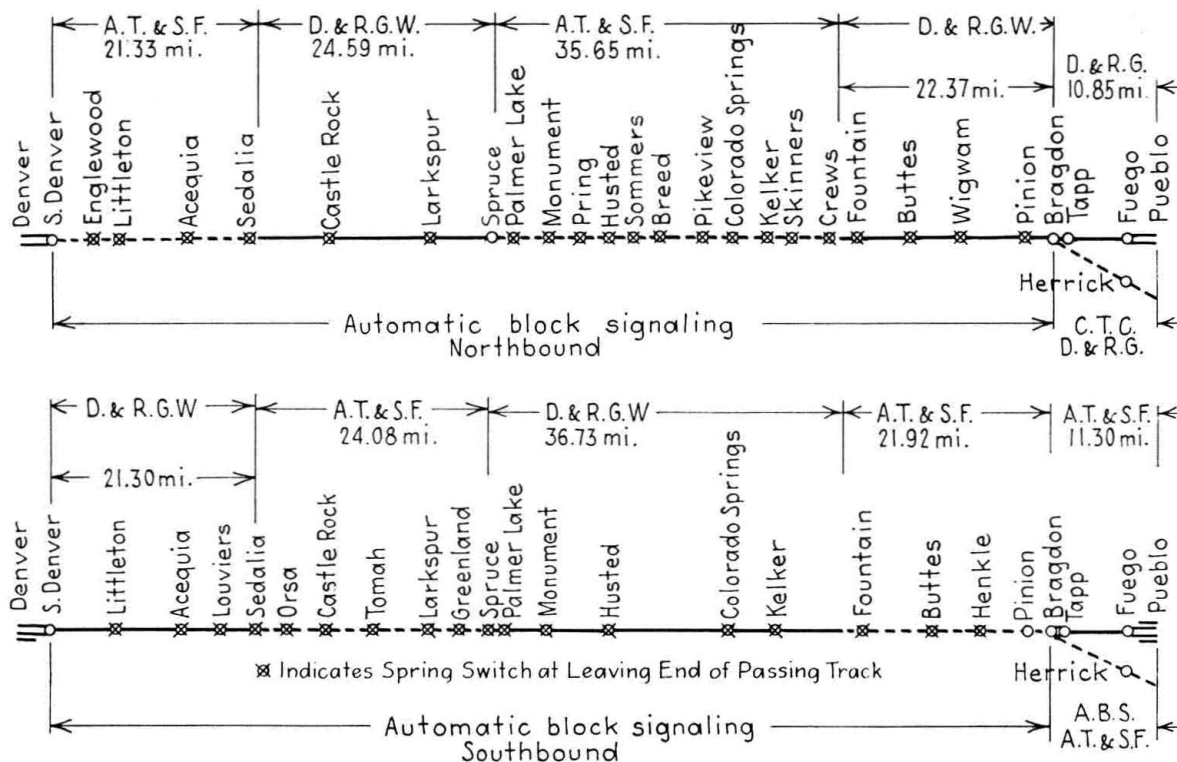 A.T. & S.F.
21.33 mi.
D. & R.G.W.
24.59 mi.
A.T. & S.F.
35.65 mi.
D. & R.G.W.
22.37 mi.
D. & R.G.
10.85 mi.
Denver
S. Denver
Englewood
Littleton
Acequia
Sedalia
Castle Rock
Larkspur
Spruce
Palmer Lake
Monument
Pring
Husted
Sommers
Breed
Pikeview
Colorado Springs
Kelker
Skinners
Crews
Fountain
Buttes
Wigwam
Pinion
Bragdon
Tapp
Fuego
Pueblo
Herrick
Automatic block signaling
Northbound
C.T.C.
D. & R.G.
D. & R.G.W
21.30 mi.
A.T. & S.F.
24.08 mi.
D. & R.G.W
36.73 mi.
A.T. & S.F.
21.92 mi.
A.T. & S.F.
11.30 mi.
Denver
S. Denver
Littleton
Acequia
Louviers
Sedalia
Orsa
Castle Rock
Tomah
Larkspur
Greenland
Spruce
Palmer Lake
Monument
Husted
Colorado Springs
Kelker
Fountain
Buttes
Henkle
Pinion
Bragdon
Tapp
Fuego
Pueblo
Herrick
Indicates Spring Switch at Leaving End of Passing Track
Automatic block signaling
Southbound
A.B.S.
A.T. & S.F.